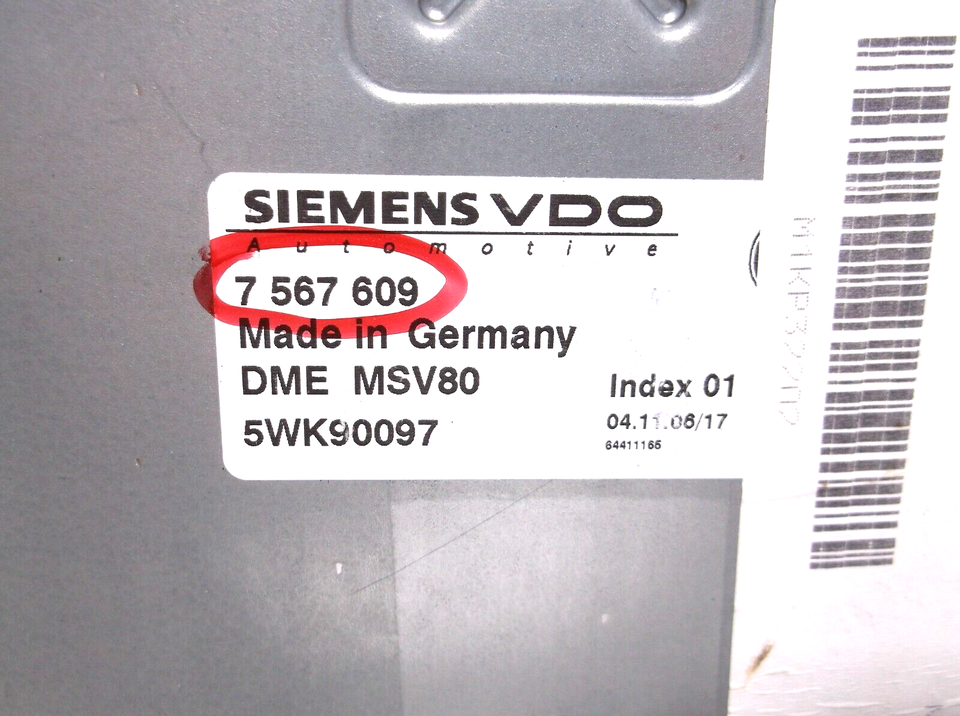 SIEMENS VDO
Automotive
7 567 609
Made in Germany
DME MSV80
Index 01
5WK90097
04.11.06/17
64411165